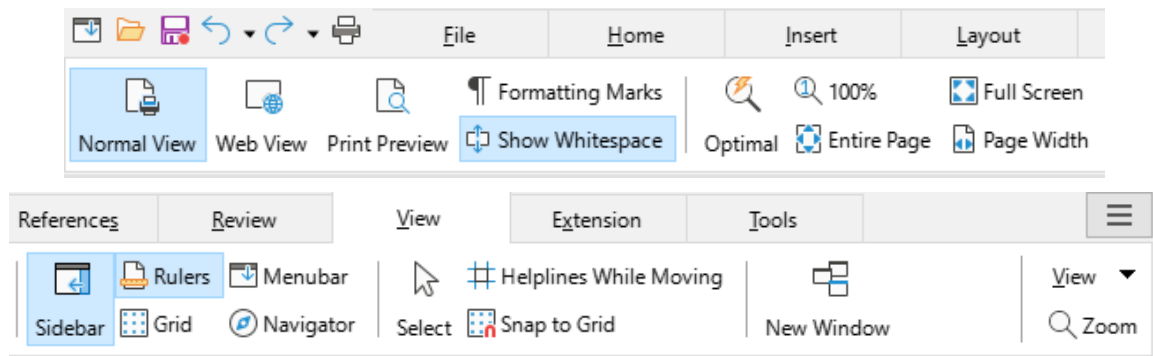 File Home Insert Layout
Formatting Marks 100% Full Screen
Normal View Web View Print Preview Show Whitespace Optimal Entire Page Page Width
References Review View Extension Tools
Rulers Menubar Helplines While Moving View
Sidebar Grid Navigator Select Snap to Grid New Window Zoom